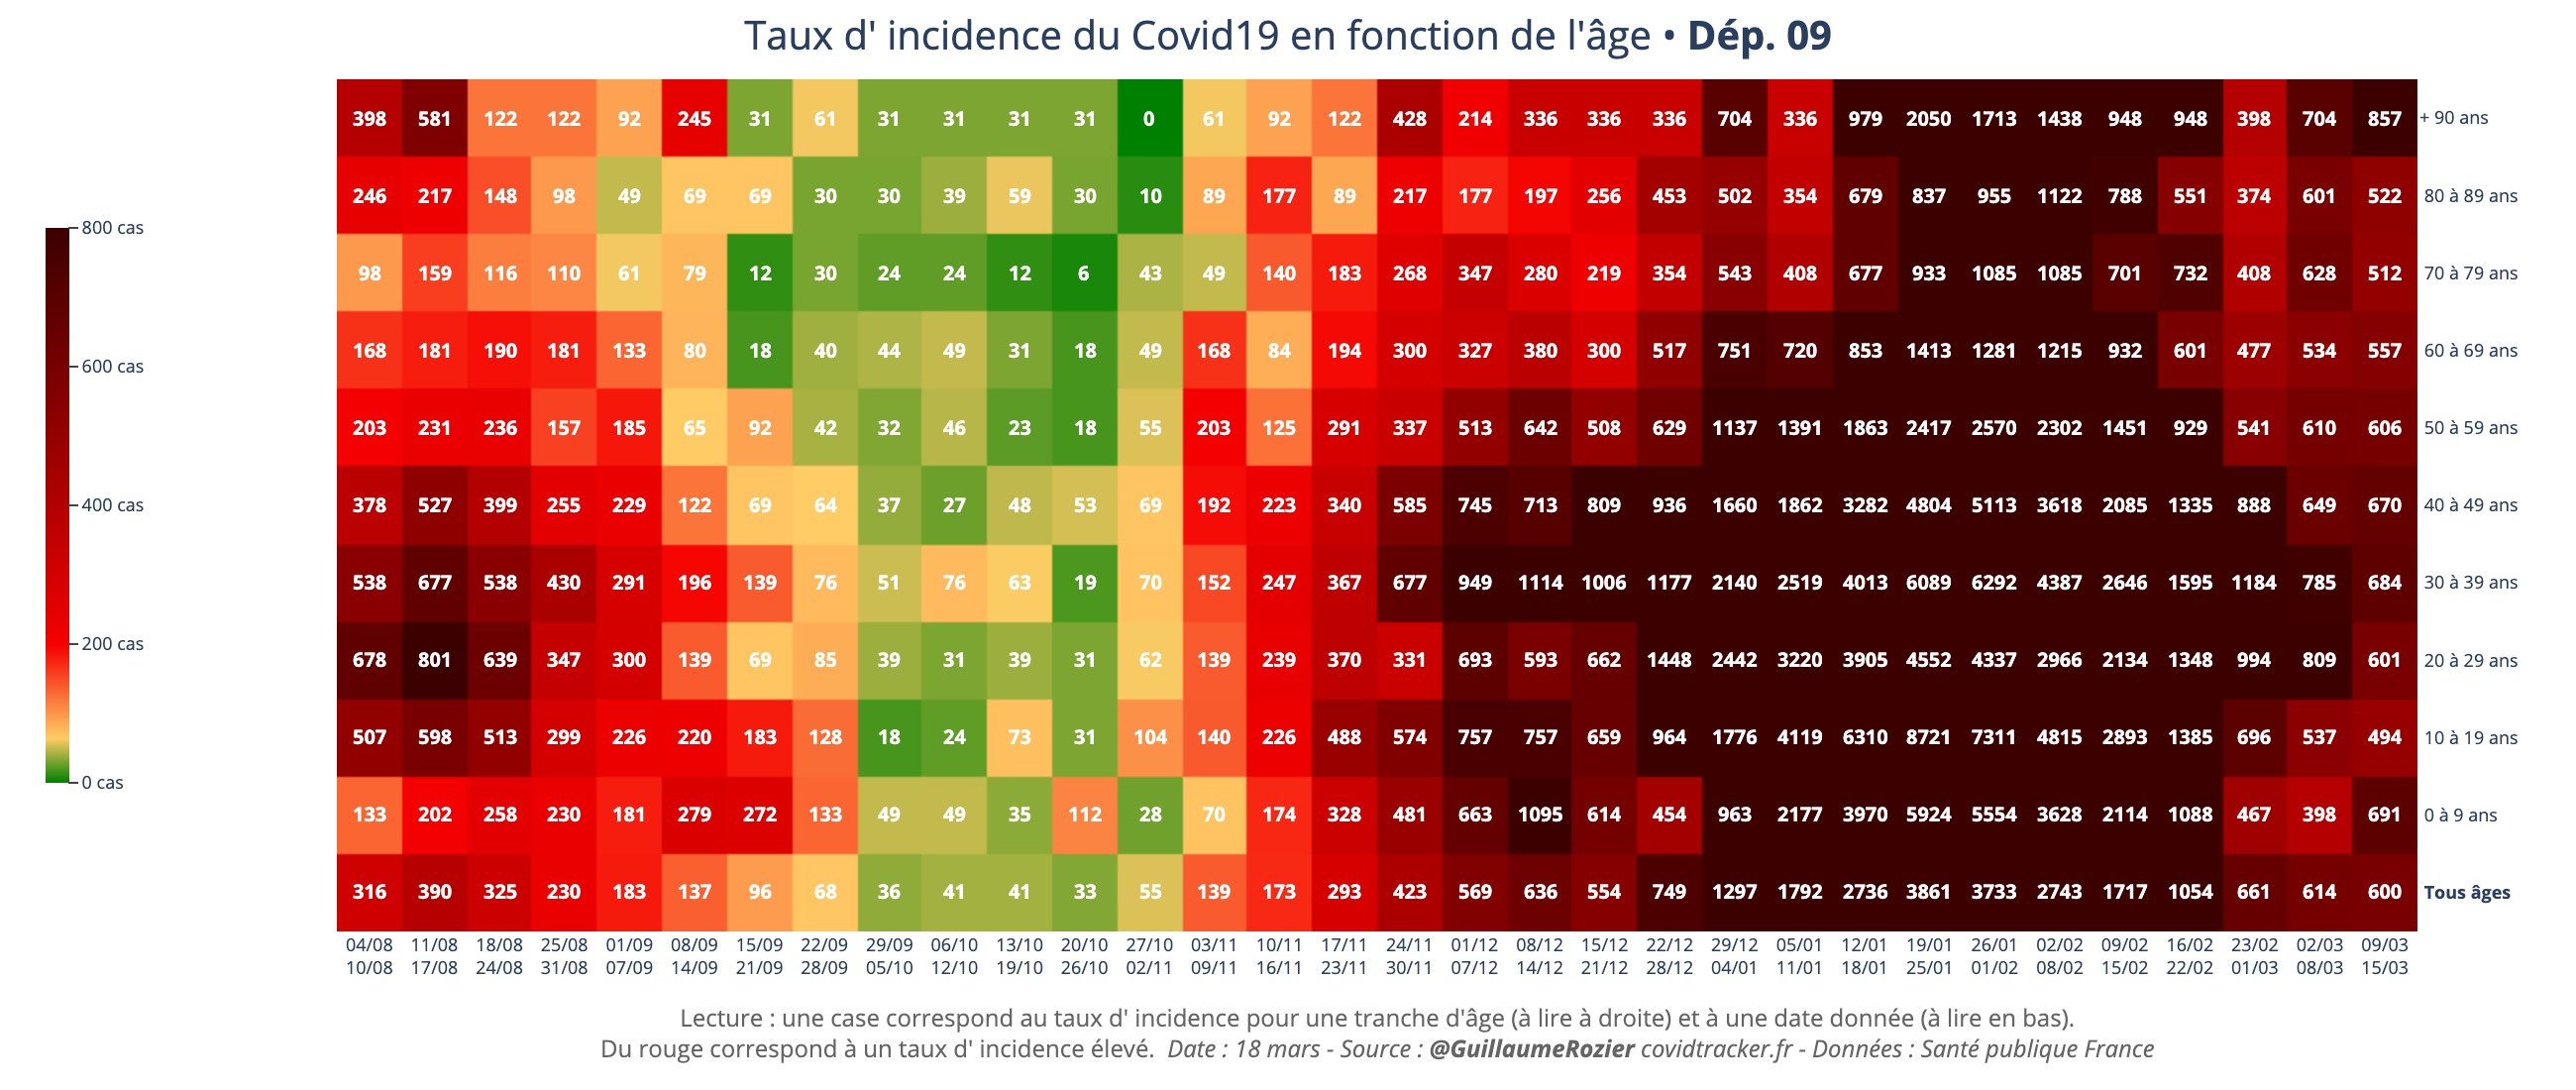 Taux d' incidence du Covid19 en fonction de l'âge • Dép. 09
398 581 122 122 92 245 31 61 31 31 31 31 0 61 92 122 428 214 336 336 336 704 336 979 2050 1713 1438 948 948 398 704 857 + 90 ans
246 217 148 98 49 69 69 30 30 39 59 30 10 89 177 89 217 177 197 256 453 502 354 679 837 955 1122 788 551 374 601 522 80 à 89 ans
800 cas
98 159 116 110 61 79 12 30 24 24 12 6 43 49 140 183 268 347 280 219 354 543 408 677 933 1085 1085 701 732 408 628 512 70 à 79 ans
168 181 190 181 133 80 18 40 44 49 31 18 49 168 84 194 300 327 380 300 517 751 720 853 1413 1281 1215 932 601 477 534 557 60 à 69 ans
600 cas
203 231 236 157 185 65 92 42 32 46 23 18 55 203 125 291 337 513 642 508 629 1137 1391 1863 2417 2570 2302 1451 929 541 610 606 50 à 59 ans
400 cas
378 527 399 255 229 122 69 64 37 27 48 53 69 192 223 340 585 745 713 809 936 1660 1862 3282 4804 5113 3618 2085 1335 888 649 670 40 à 49 ans
538 677 538 430 291 196 139 76 51 76 63 19 70 152 247 367 677 949 1114 1006 1177 2140 2519 4013 6089 6292 4387 2646 1595 1184 785 684 30 à 39 ans
200 cas
678 801 639 347 300 139 69 85 39 31 39 31 62 139 239 370 331 693 593 662 1448 2442 3220 3905 4552 4337 2966 2134 1348 994 809 601 20 à 29 ans
507 598 513 299 226 220 183 128 18 24 73 31 104 140 226 488 574 757 757 659 964 1776 4119 6310 8721 7311 4815 2893 1385 696 537 494 10 à 19 ans
0 cas
133 202 258 230 181 279 272 133 49 49 35 112 28 70 174 328 481 663 1095 614 454 963 2177 3970 5924 5554 3628 2114 1088 467 398 691 0 à 9 ans
316 390 325 230 183 137 96 68 36 41 41 33 55 139 173 293 423 569 636 554 749 1297 1792 2736 3861 3733 2743 1717 1054 661 614 600 Tous âges
04/08 11/08 18/08 25/08 01/09 08/09 15/09 22/09 29/09 06/10 13/10 20/10 27/10 03/11 10/11 17/11 24/11 01/12 08/12 15/12 22/12 29/12 05/01 12/01 19/01 26/01 02/02 09/02 16/02 23/02 02/03 09/03
10/08 17/08 24/08 31/08 07/09 14/09 21/09 28/09 05/10 12/10 19/10 26/10 02/11 09/11 16/11 23/11 30/11 07/12 14/12 21/12 28/12 04/01 11/01 18/01 25/01 01/02 08/02 15/02 22/02 01/03 08/03 15/03
Lecture : une case correspond au taux d' incidence pour une tranche d'âge (à lire à droite) et à une date donnée (à lire en bas).
Du rouge correspond à un taux d' incidence élevé. Date : 18 mars - Source : @GuillaumeRozier covidtracker.fr - Données : Santé publique France